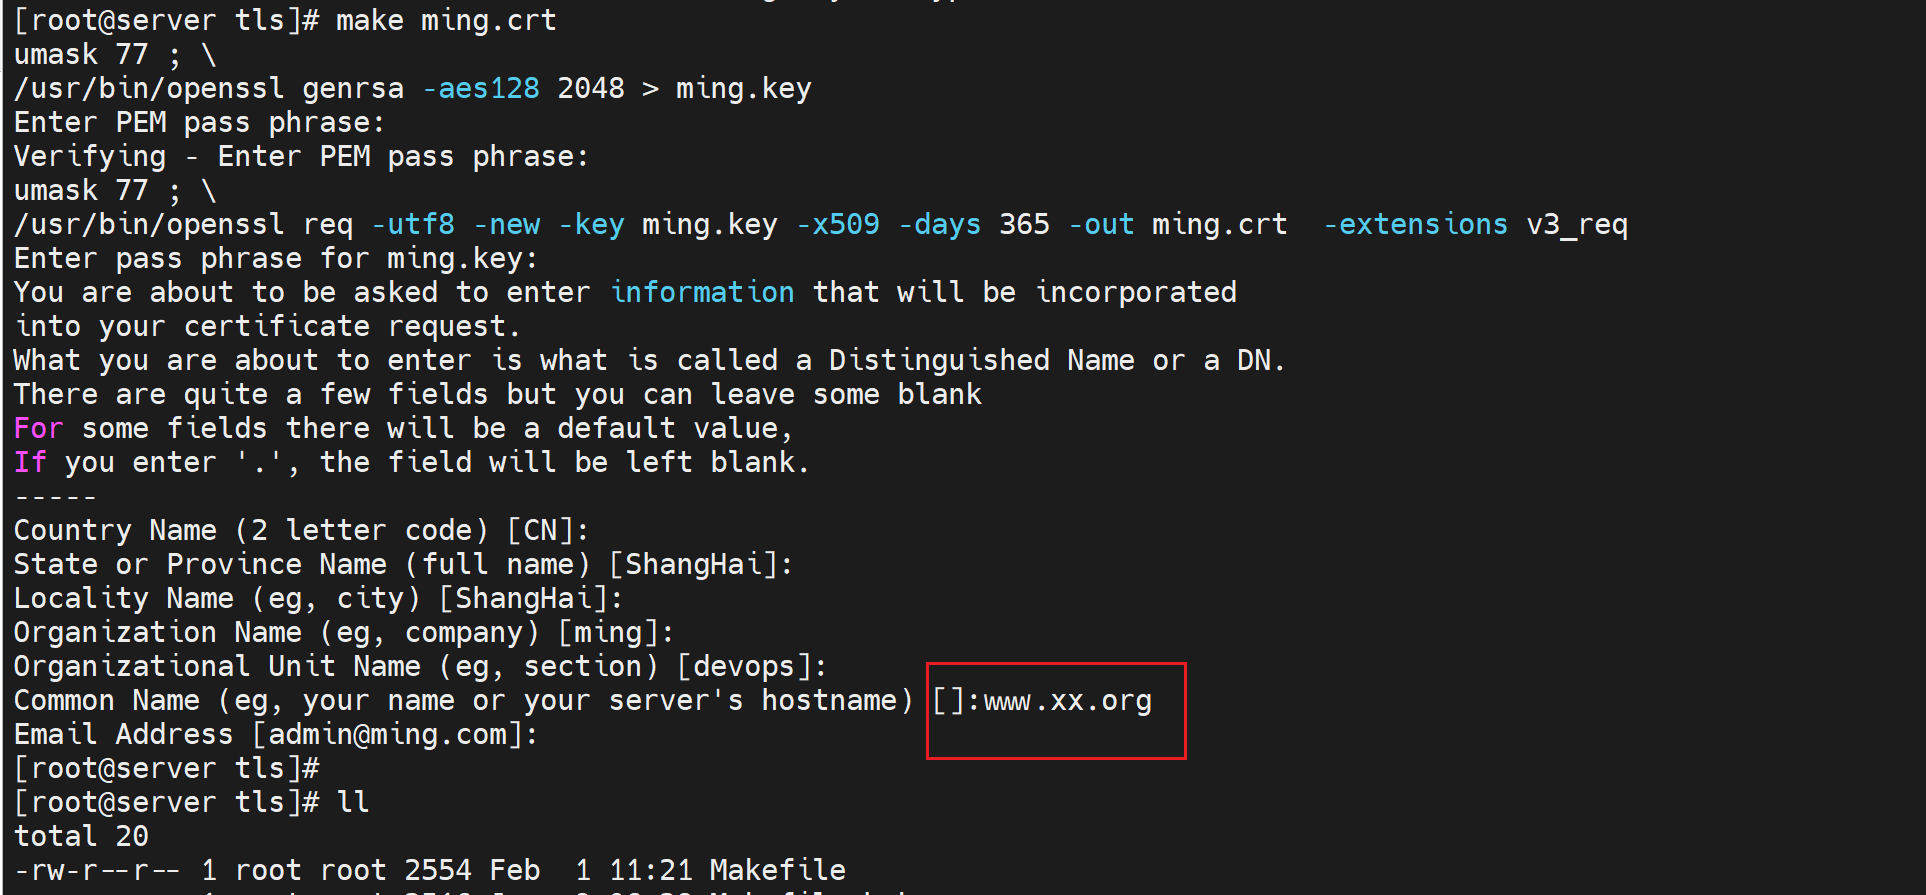 [root@server tls]# make ming.crt
umask 77 ; \
/usr/bin/openssl genrsa -aes128 2048 > ming.key
Enter PEM pass phrase:
Verifying - Enter PEM pass phrase:
umask 77 ; \
/usr/bin/openssl req -utf8 -new -key ming.key -x509 -days 365 -out ming.crt  -extensions v3_req
Enter pass phrase for ming.key:
You are about to be asked to enter information that will be incorporated
into your certificate request.
What you are about to enter is what is called a Distinguished Name or a DN.
There are quite a few fields but you can leave some blank
For some fields there will be a default value,
If you enter '.', the field will be left blank.
-----
Country Name (2 letter code) [CN]:
State or Province Name (full name) [ShangHai]:
Locality Name (eg, city) [ShangHai]:
Organization Name (eg, company) [ming]:
Organizational Unit Name (eg, section) [devops]:
Common Name (eg, your name or your server's hostname) []:www.xx.org
Email Address [admin@ming.com]:
[root@server tls]#
[root@server tls]# ll
total 20
-rw-r--r-- 1 root root 2554 Feb  1 11:21 Makefile